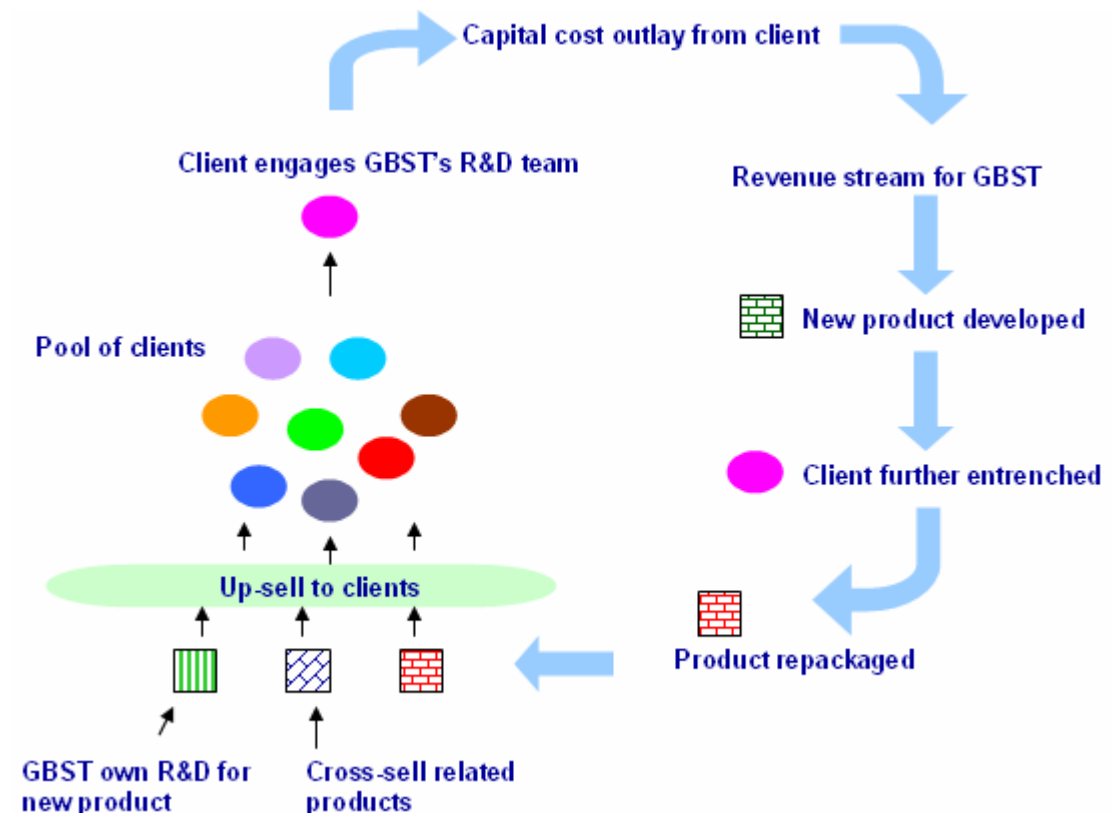 Capital cost outlay from client
Client engages GBST's R&D team
Revenue stream for GBST
New product developed
Pool of clients
Client further entrenched
Up-sell to clients
Product repackaged
GBST own R&D for
new product
Cross-sell related
products